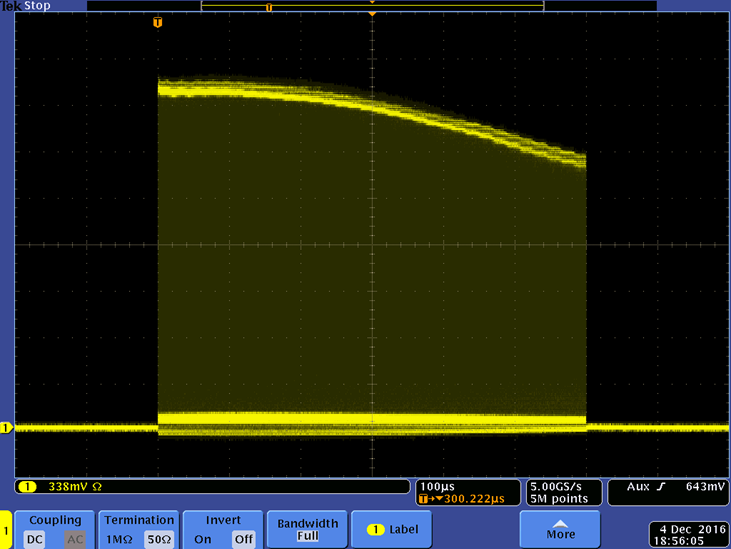 Tek Stop
T
T
1
1 338mV Ω
100µs
T→▼300.222µs
5.00GS/s
5M points
Aux ʃ 643mV
1
Coupling
DC AC
Termination
1MΩ 50Ω
Invert
On Off
Bandwidth
Full
1 Label
More
4 Dec 2016
18:56:05